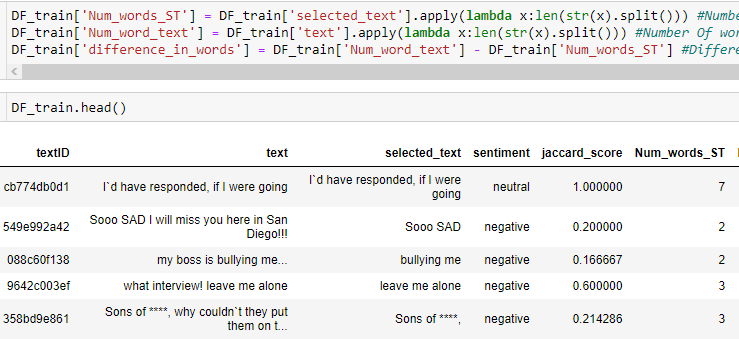 DF_train['Num_words_ST'] = DF_train['selected_text'].apply(lambda x:len(str(x).split())) #Numbe
DF_train['Num_word_text'] = DF_train['text'].apply(lambda x:len(str(x).split())) #Number Of wor
DF_train['difference_in_words'] = DF_train['Num_word_text'] - DF_train['Num_words_ST'] #Differe
DF_train.head()
textID text selected_text sentiment jaccard_score Num_words_ST
cb774db0d1 I`d have responded, if I were going I`d have responded, if I were going neutral 1.000000 7
549e992a42 Sooo SAD I will miss you here in San Diego!!! Sooo SAD negative 0.200000 2
088c60f138 my boss is bullying me... bullying me negative 0.166667 2
9642c003ef what interview! leave me alone leave me alone negative 0.600000 3
358bd9e861 Sons of ****, why couldn`t they put them on t... Sons of ****, negative 0.214286 3